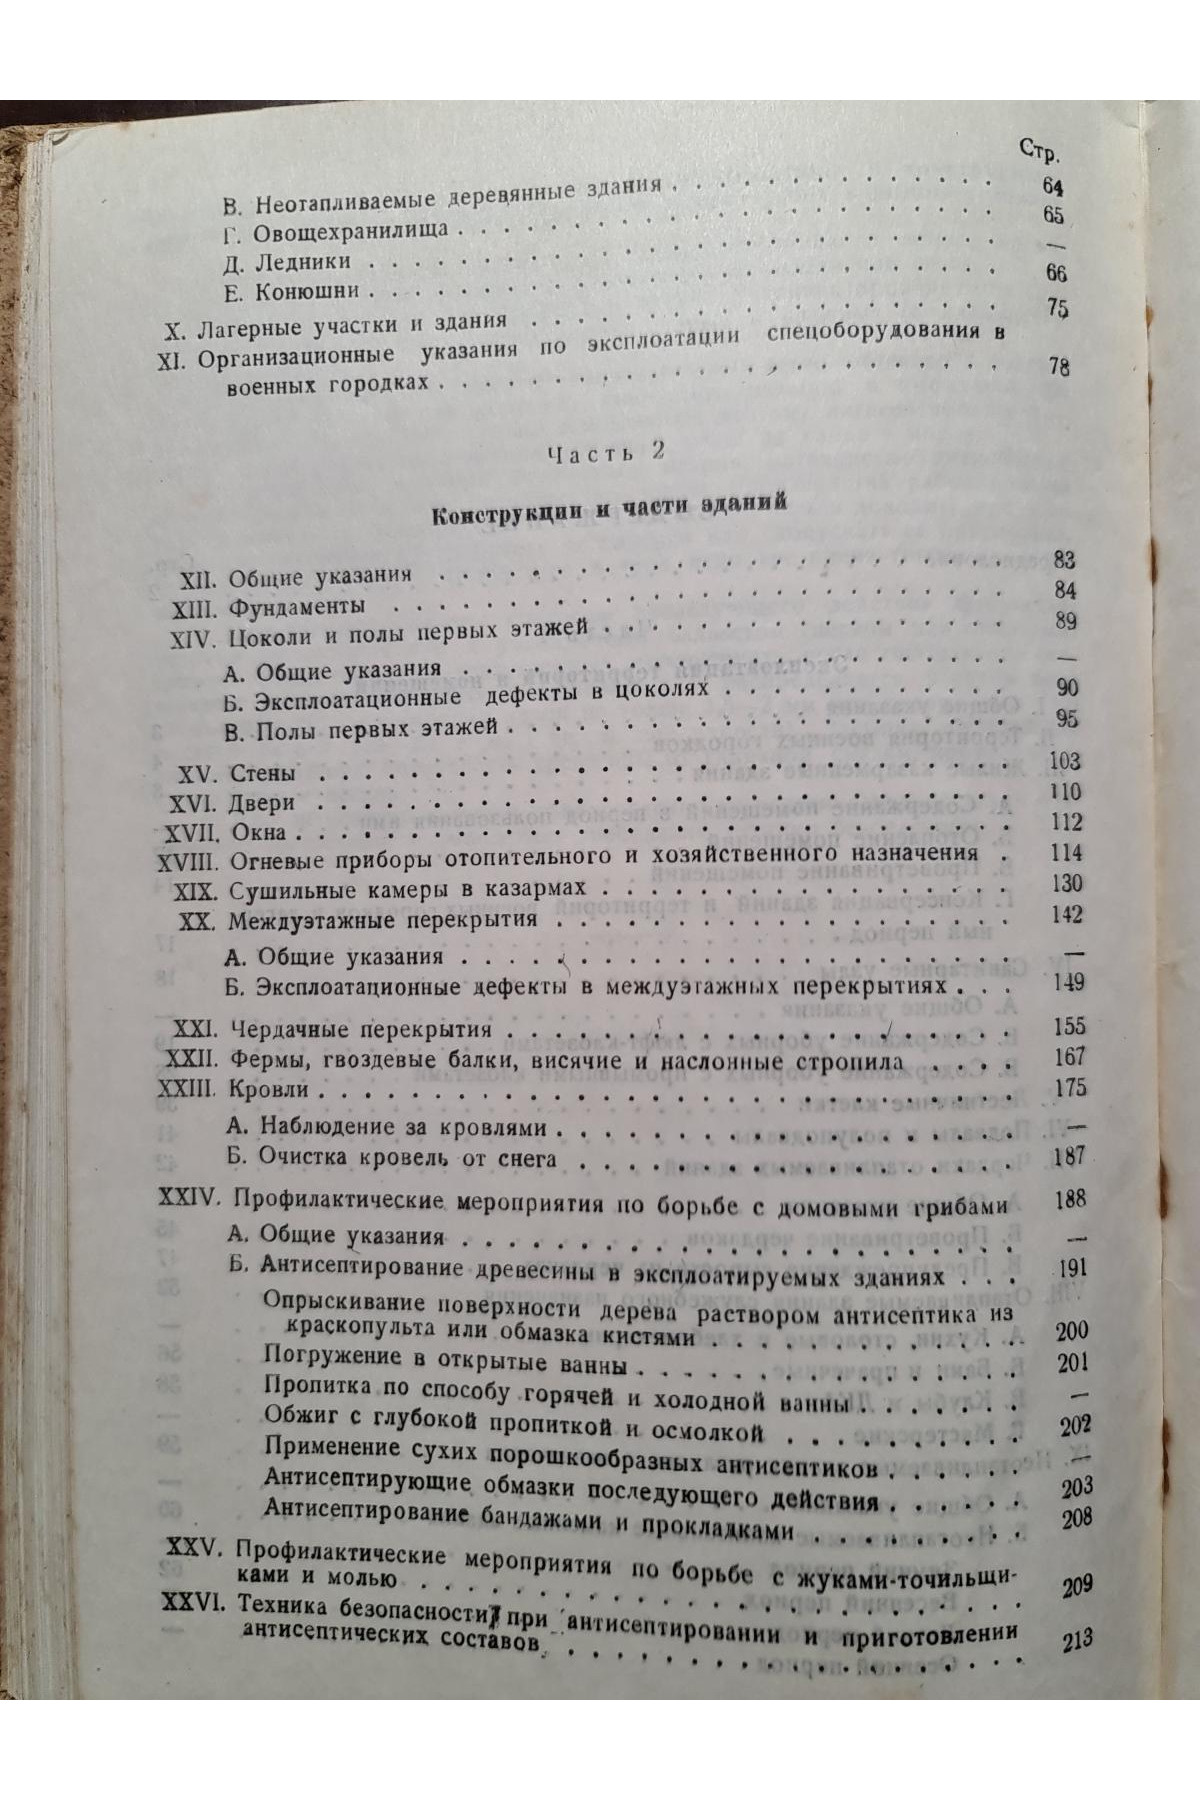 Стр.
В. Неотапливаемые деревянные здания . . . . . . . . . . . . 64
Г. Овощехранилища . . . . . . . . . . . . 65
Д. Ледники . . . . . . . . . . . . —
Е. Конюшни . . . . . . . . . . . . 66
X. Лагерные участки и здания . . . . . . . . . . . . 75
XI. Организационные указания по эксплоатации спецоборудования в
военных городках . . . . . . . . . . . . 78
Часть 2
Конструкции и части зданий
XII. Общие указания . . . . . . . . . . . . 83
XIII. Фундаменты . . . . . . . . . . . . 84
XIV. Цоколи и полы первых этажей . . . . . . . . . . . . 89
А. Общие указания . . . . . . . . . . . . —
Б. Эксплоатационные дефекты в цоколях . . . . . . . . . . 90
В. Полы первых этажей . . . . . . . . . . . . 95
XV. Стены . . . . . . . . . . . . 103
XVI. Двери . . . . . . . . . . . . 110
XVII. Окна . . . . . . . . . . . . 112
XVIII. Огневые приборы отопительного и хозяйственного назначения . 114
XIX. Сушильные камеры в казармах . . . . . . . . . . . . 130
XX. Междуэтажные перекрытия . . . . . . . . . . . . 142
А. Общие указания . . . . . . . . . . . . —
Б. Эксплоатационные дефекты в междуэтажных перекрытиях . . . 149
XXI. Чердачные перекрытия . . . . . . . . . . . . 155
XXII. Фермы, гвоздевые балки, висячие и наслонные стропила . . . . 167
XXIII. Кровли . . . . . . . . . . . . 175
А. Наблюдение за кровлями . . . . . . . . . . . . —
Б. Очистка кровель от снега . . . . . . . . . . . . 187
XXIV. Профилактические мероприятия по борьбе с домовыми грибами 188
А. Общие указания . . . . . . . . . . . . —
Б. Антисептирование древесины в эксплоатируемых зданиях . . . 191
Опрыскивание поверхности дерева раствором антисептика из
краскопульта или обмазка кистями . . . . . . . . . . . . 200
Погружение в открытые ванны . . . . . . . . . . . . 201
Пропитка по способу горячей и холодной ванны . . . . . . . —
Обжиг с глубокой пропиткой и осмолкой . . . . . . . . . 202
Применение сухих порошкообразных антисептиков . . . . . . —
Антисептирующие обмазки последующего действия . . . . . . 203
Антисептирование бандажами и прокладками . . . . . . . . . 208
XXV. Профилактические мероприятия по борьбе с жуками-точильщи-
ками и молью . . . . . . . . . . . . 209
XXVI. Техника безопасности при антисептировании и приготовлении
антисептических составов . . . . . . . . . . . . 213